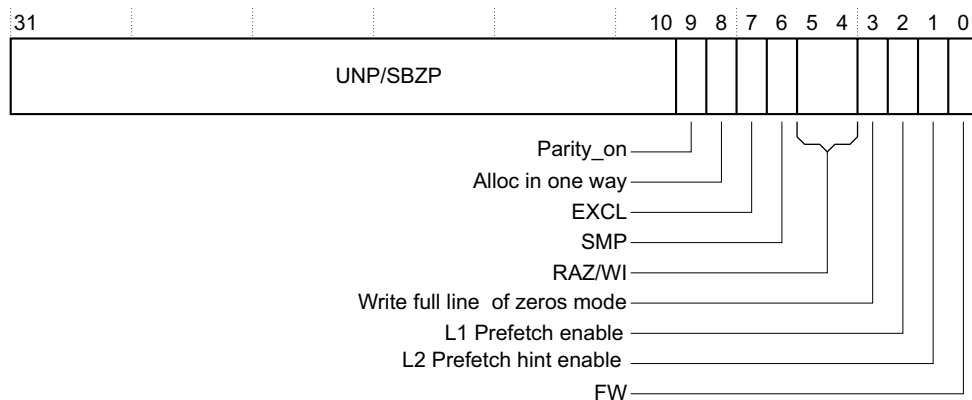 31 10 9 8 7 6 5 4 3 2 1 0
UNP/SBZP
Parity_on
Alloc in one way
EXCL
SMP
RAZ/WI
Write full line of zeros mode
L1 Prefetch enable
L2 Prefetch hint enable
FW